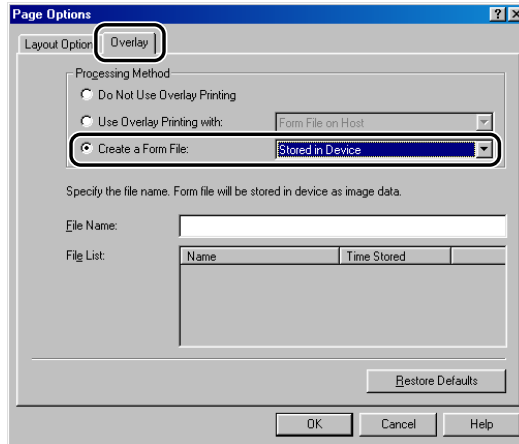 Page Options
Layout Option Overlay
Processing Method
Do Not Use Overlay Printing
Use Overlay Printing with: Form File on Host
Create a Form File: Stored in Device
Specify the file name. Form file will be stored in device as image data.
File Name:
File List: Name Time Stored
Restore Defaults
OK Cancel Help